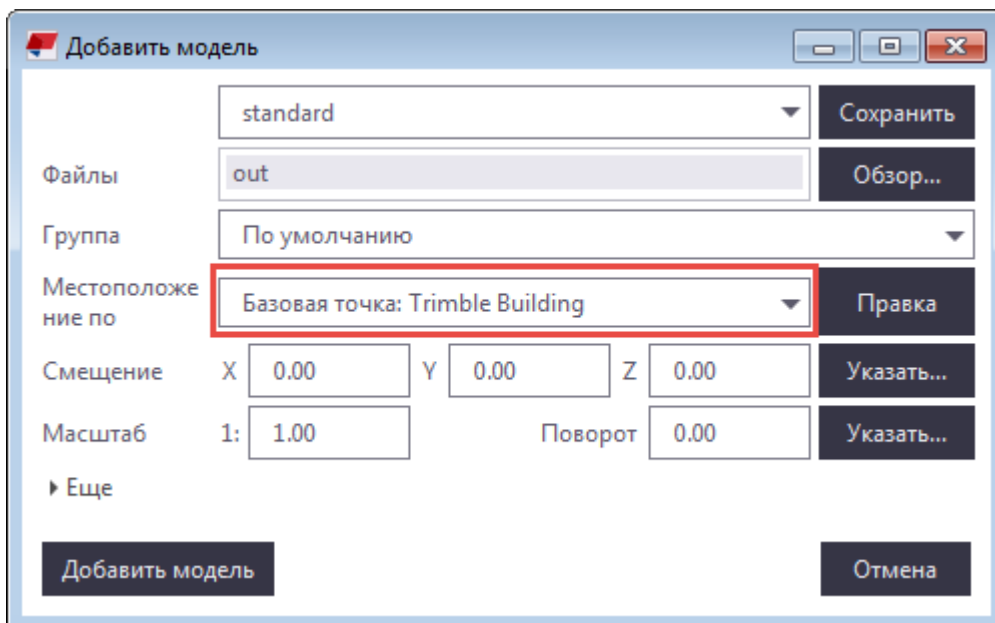 Добавить модель
standard Сохранить
Файлы out Обзор...
Группа По умолчанию
Местоположе
ние по Базовая точка: Trimble Building Правка
Смещение X 0.00 Y 0.00 Z 0.00 Указать...
Масштаб 1: 1.00 Поворот 0.00 Указать...
Еще
Добавить модель Отмена